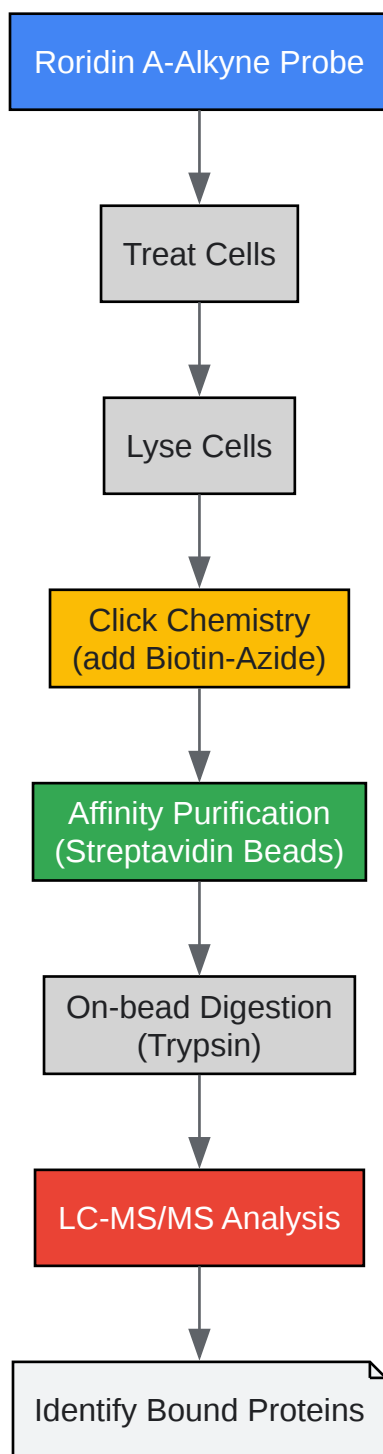 Roridin A-Alkyne Probe
Treat Cells
Lyse Cells
Click Chemistry
(add Biotin-Azide)
Affinity Purification
(Streptavidin Beads)
On-bead Digestion
(Trypsin)
LC-MS/MS Analysis
Identify Bound Proteins